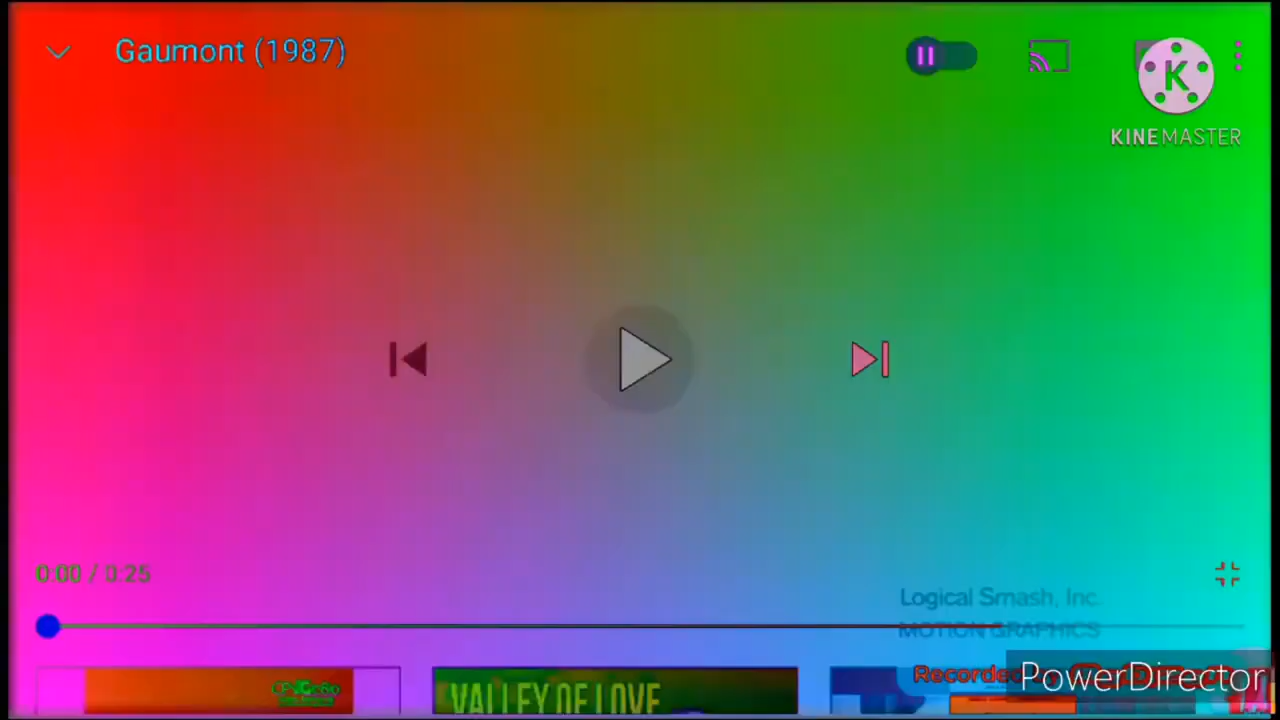 Gaumont (1987)
K
KINEMASTER
0:00 / 0:25
Logical Smash, Inc.
MOTION GRAPHICS
VALLEY OF LOVE
Recorded
PowerDirector